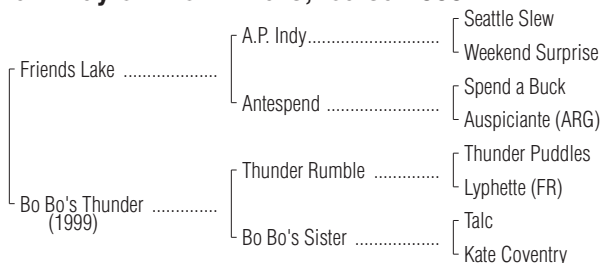 Seattle Slew
A.P. Indy......................................
Weekend Surprise
Friends Lake .....................
Spend a Buck
Antespend .........................
Auspiciante (ARG)
Thunder Puddles
Thunder Rumble ...............
Lyphette (FR)
Bo Bo's Thunder ...............
(1999)
Talc
Bo Bo's Sister ...................
Kate Coventry